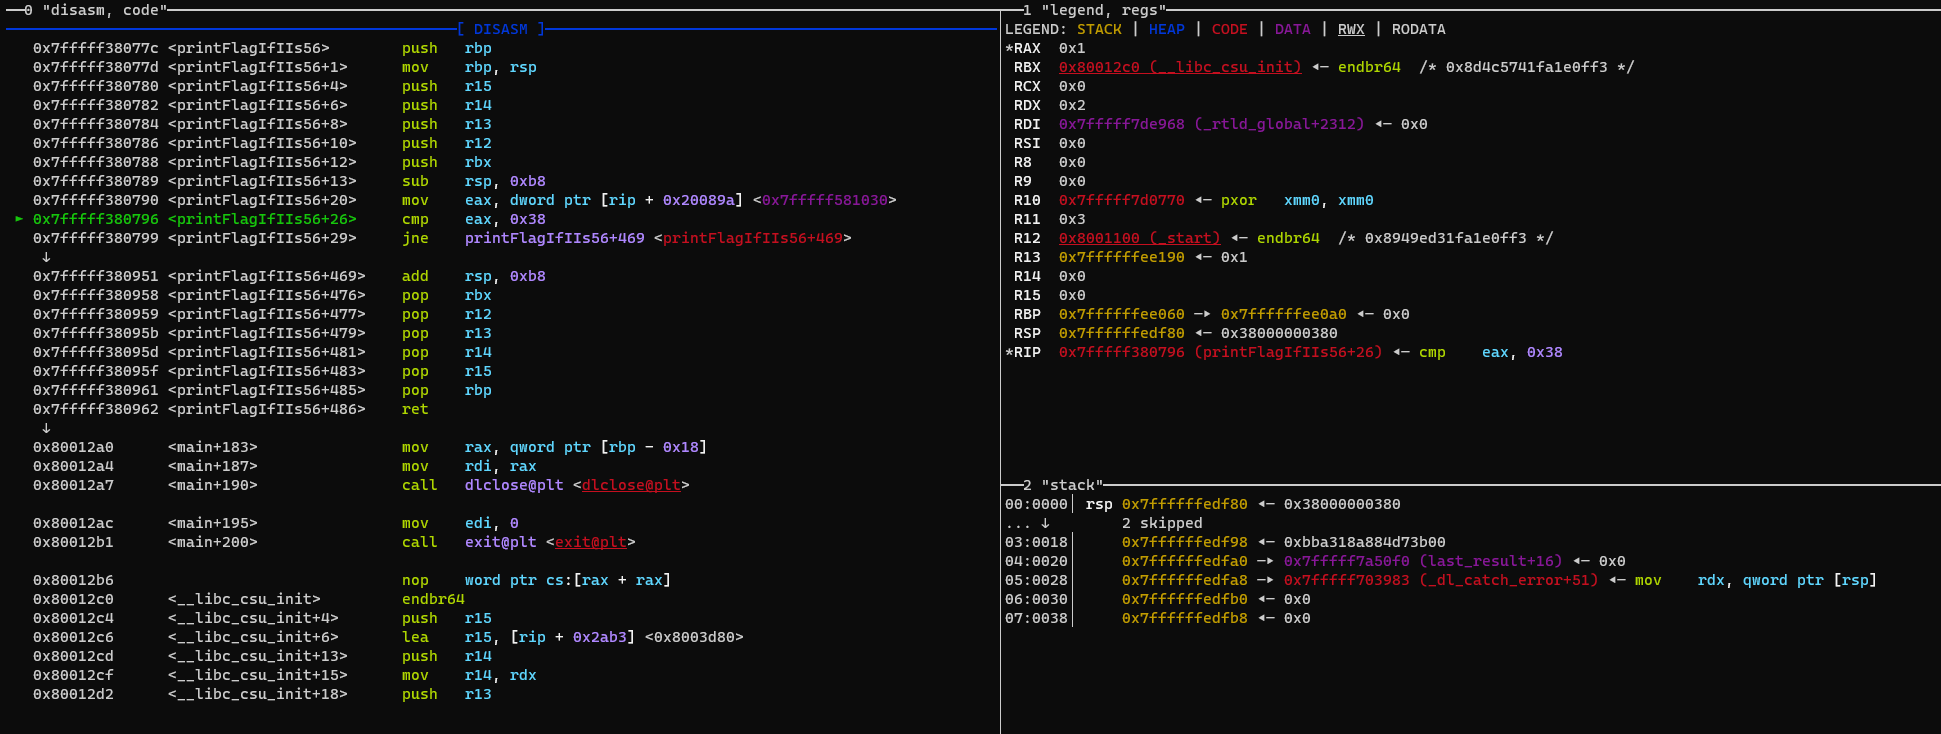 0 "disasm, code"
[ DISASM ]
0x7fffff38077c <printFlagIfIIs56> push rbp
0x7fffff38077d <printFlagIfIIs56+1> mov rbp, rsp
0x7fffff380780 <printFlagIfIIs56+4> push r15
0x7fffff380782 <printFlagIfIIs56+6> push r14
0x7fffff380784 <printFlagIfIIs56+8> push r13
0x7fffff380786 <printFlagIfIIs56+10> push r12
0x7fffff380788 <printFlagIfIIs56+12> push rbx
0x7fffff380789 <printFlagIfIIs56+13> sub rsp, 0xb8
0x7fffff380790 <printFlagIfIIs56+20> mov eax, dword ptr [rip + 0x20089a] <0x7fffff581030>
► 0x7fffff380796 <printFlagIfIIs56+26> cmp eax, 0x38
0x7fffff380799 <printFlagIfIIs56+29> jne printFlagIfIIs56+469 <printFlagIfIIs56+469>
↓
0x7fffff380951 <printFlagIfIIs56+469> add rsp, 0xb8
0x7fffff380958 <printFlagIfIIs56+476> pop rbx
0x7fffff380959 <printFlagIfIIs56+477> pop r12
0x7fffff38095b <printFlagIfIIs56+479> pop r13
0x7fffff38095d <printFlagIfIIs56+481> pop r14
0x7fffff38095f <printFlagIfIIs56+483> pop r15
0x7fffff380961 <printFlagIfIIs56+485> pop rbp
0x7fffff380962 <printFlagIfIIs56+486> ret
↓
0x80012a0 <main+183> mov rax, qword ptr [rbp - 0x18]
0x80012a4 <main+187> mov rdi, rax
0x80012a7 <main+190> call dlclose@plt <dlclose@plt>
0x80012ac <main+195> mov edi, 0
0x80012b1 <main+200> call exit@plt <exit@plt>
0x80012b6 nop word ptr cs:[rax + rax]
0x80012c0 <__libc_csu_init> endbr64
0x80012c4 <__libc_csu_init+4> push r15
0x80012c6 <__libc_csu_init+6> lea r15, [rip + 0x2ab3] <0x8003d80>
0x80012cd <__libc_csu_init+13> push r14
0x80012cf <__libc_csu_init+15> mov r14, rdx
0x80012d2 <__libc_csu_init+18> push r13
1 "legend, regs"
LEGEND: STACK | HEAP | CODE | DATA | RWX | RODATA
*RAX 0x1
RBX 0x80012c0 (__libc_csu_init) ◂— endbr64 /* 0x8d4c5741fa1e0ff3 */
RCX 0x0
RDX 0x2
RDI 0x7fffff7de968 (_rtld_global+2312) ◂— 0x0
RSI 0x0
R8 0x0
R9 0x0
R10 0x7fffff7d0770 ◂— pxor xmm0, xmm0
R11 0x3
R12 0x8001100 (_start) ◂— endbr64 /* 0x8949ed31fa1e0ff3 */
R13 0x7ffffffee190 ◂— 0x1
R14 0x0
R15 0x0
RBP 0x7ffffffee060 —▸ 0x7ffffffee0a0 ◂— 0x0
RSP 0x7ffffffedf80 ◂— 0x38000000380
*RIP 0x7fffff380796 (printFlagIfIIs56+26) ◂— cmp eax, 0x38
2 "stack"
00:0000│ rsp 0x7ffffffedf80 ◂— 0x38000000380
... ↓ 2 skipped
03:0018│ 0x7ffffffedf98 ◂— 0xbba318a884d73b00
04:0020│ 0x7ffffffedfa0 —▸ 0x7fffff7a50f0 (last_result+16) ◂— 0x0
05:0028│ 0x7ffffffedfa8 —▸ 0x7fffff703983 (_dl_catch_error+51) ◂— mov rdx, qword ptr [rsp]
06:0030│ 0x7ffffffedfb0 ◂— 0x0
07:0038│ 0x7ffffffedfb8 ◂— 0x0